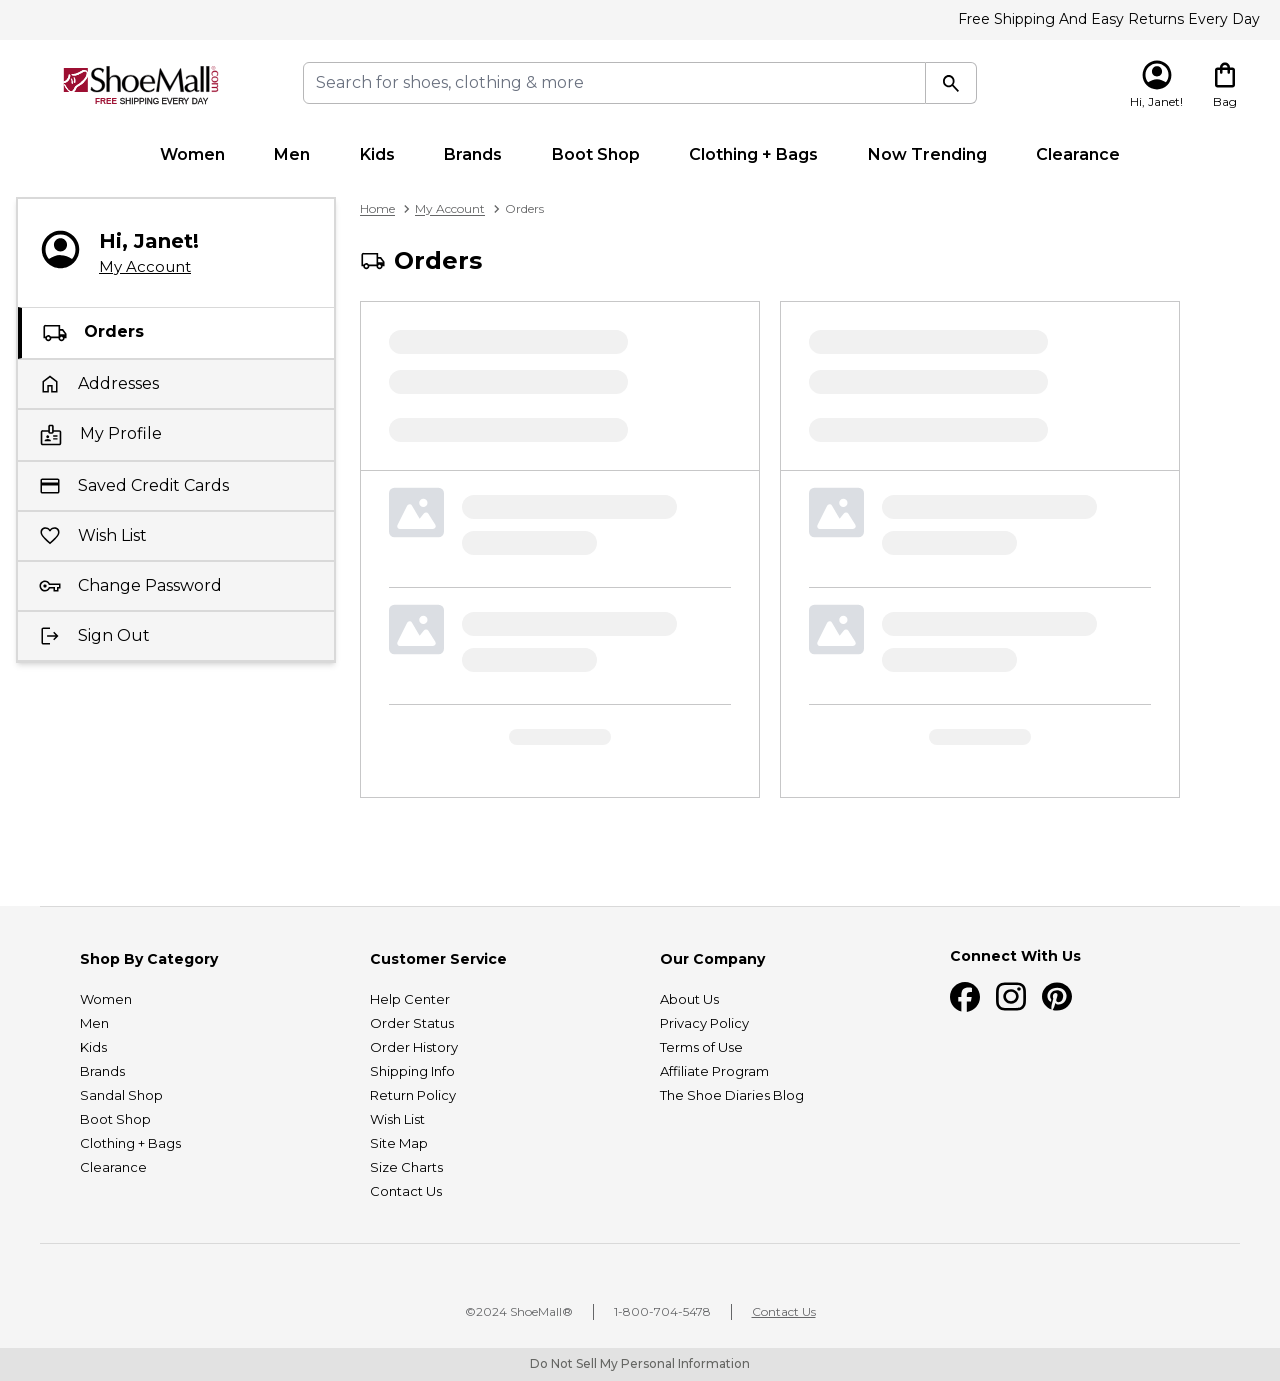 Free Shipping And Easy Returns Every Day
ShoeMall®.com
FREE SHIPPING EVERY DAY
Search for shoes, clothing & more
Hi, Janet!
Bag
Women Men Kids Brands Boot Shop Clothing + Bags Now Trending Clearance
Hi, Janet!
My Account
Orders
Addresses
My Profile
Saved Credit Cards
Wish List
Change Password
Sign Out
Home > My Account > Orders
Orders
Shop By Category
Women
Men
Kids
Brands
Sandal Shop
Boot Shop
Clothing + Bags
Clearance
Customer Service
Help Center
Order Status
Order History
Shipping Info
Return Policy
Wish List
Site Map
Size Charts
Contact Us
Our Company
About Us
Privacy Policy
Terms of Use
Affiliate Program
The Shoe Diaries Blog
Connect With Us
©2024 ShoeMall® | 1-800-704-5478 | Contact Us
Do Not Sell My Personal Information